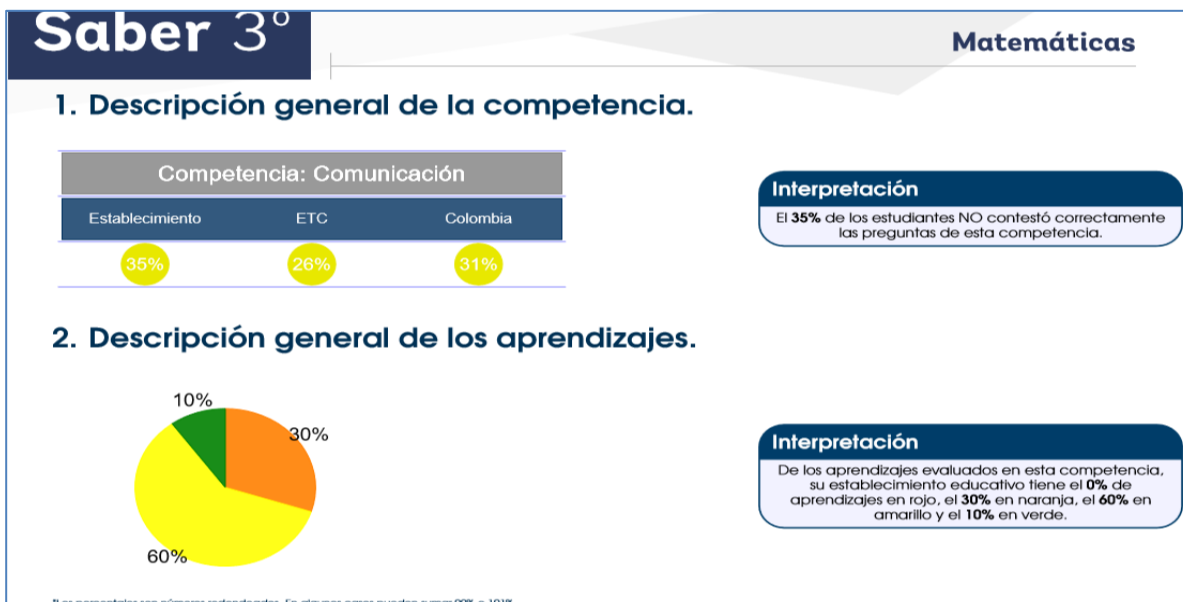 Saber 3°
Matemáticas
1. Descripción general de la competencia.
Competencia: Comunicación
Establecimiento ETC Colombia
35% 26% 31%
Interpretación
El 35% de los estudiantes NO contestó correctamente
las preguntas de esta competencia.
2. Descripción general de los aprendizajes.
10%
30%
60%
Interpretación
De los aprendizajes evaluados en esta competencia,
su establecimiento educativo tiene el 0% de
aprendizajes en rojo, el 30% en naranja, el 60% en
amarillo y el 10% en verde.